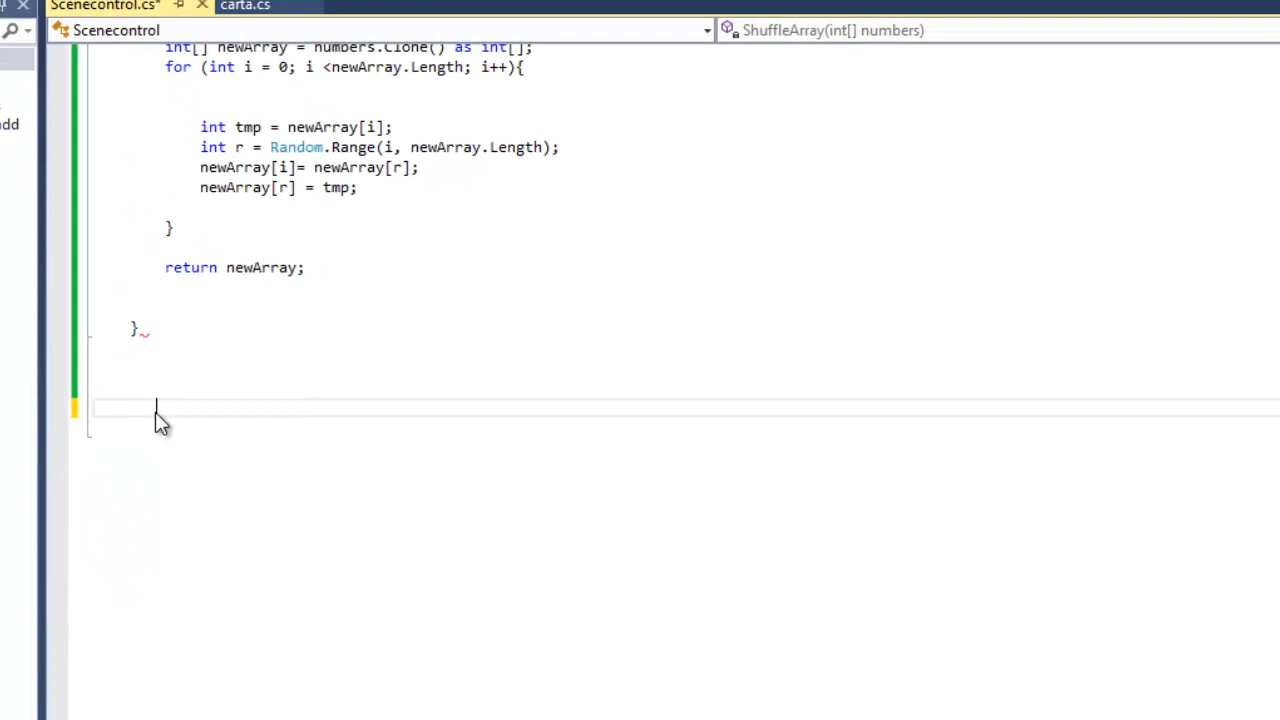 Scenecontrol.cs* carta.cs
Scenecontrol ShuffleArray(int[] numbers)
int[] newArray = numbers.Clone() as int[];
for (int i = 0; i <newArray.Length; i++){
add
int tmp = newArray[i];
int r = Random.Range(i, newArray.Length);
newArray[i]= newArray[r];
newArray[r] = tmp;
}
return newArray;
}